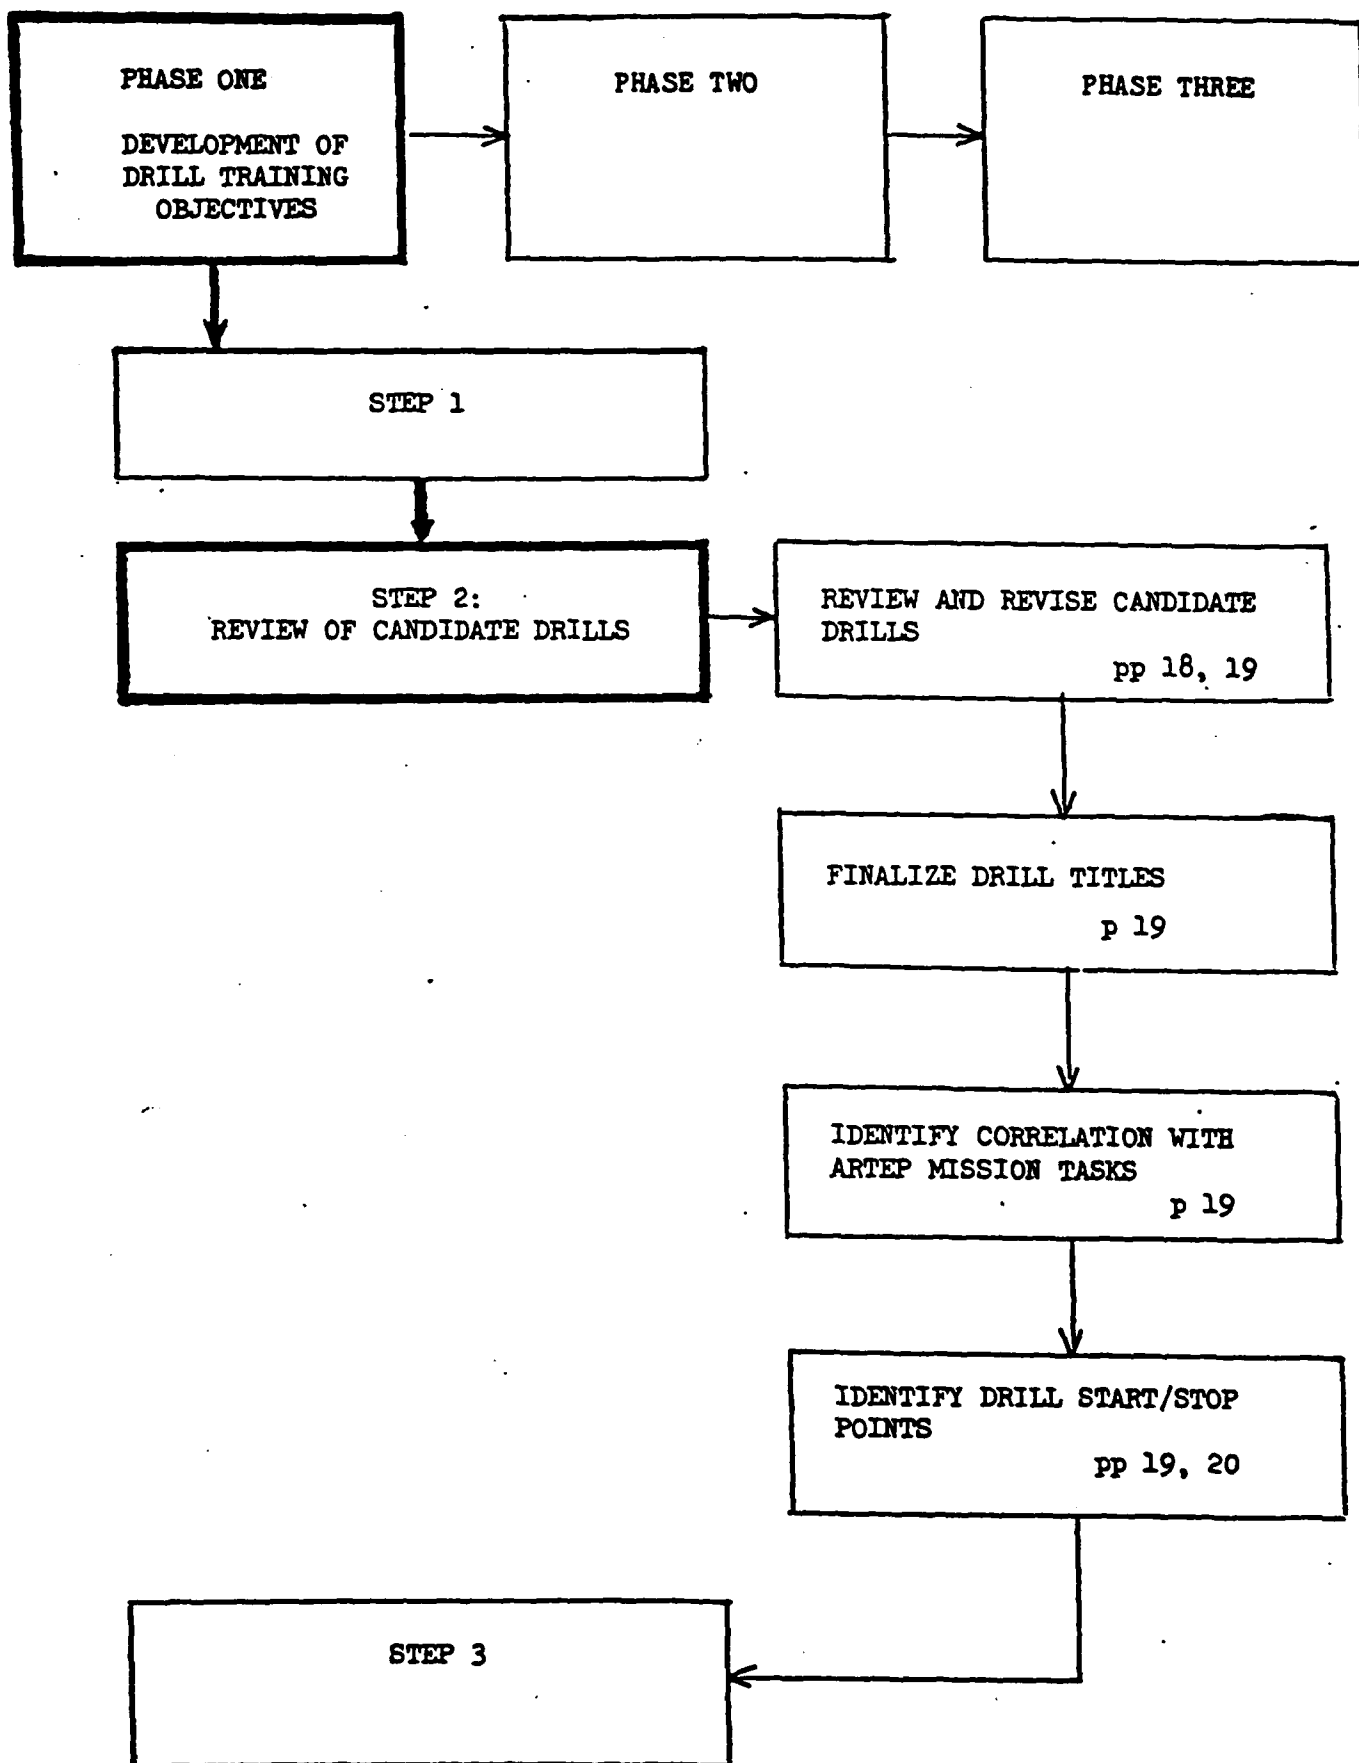 PHASE ONE
DEVELOPMENT OF
DRILL TRAINING
OBJECTIVES
PHASE TWO
PHASE THREE
STEP 1
STEP 2:
REVIEW OF CANDIDATE DRILLS
REVIEW AND REVISE CANDIDATE
DRILLS
pp 18, 19
FINALIZE DRILL TITLES
p 19
IDENTIFY CORRELATION WITH
ARTEP MISSION TASKS
p 19
IDENTIFY DRILL START/STOP
POINTS
pp 19, 20
STEP 3